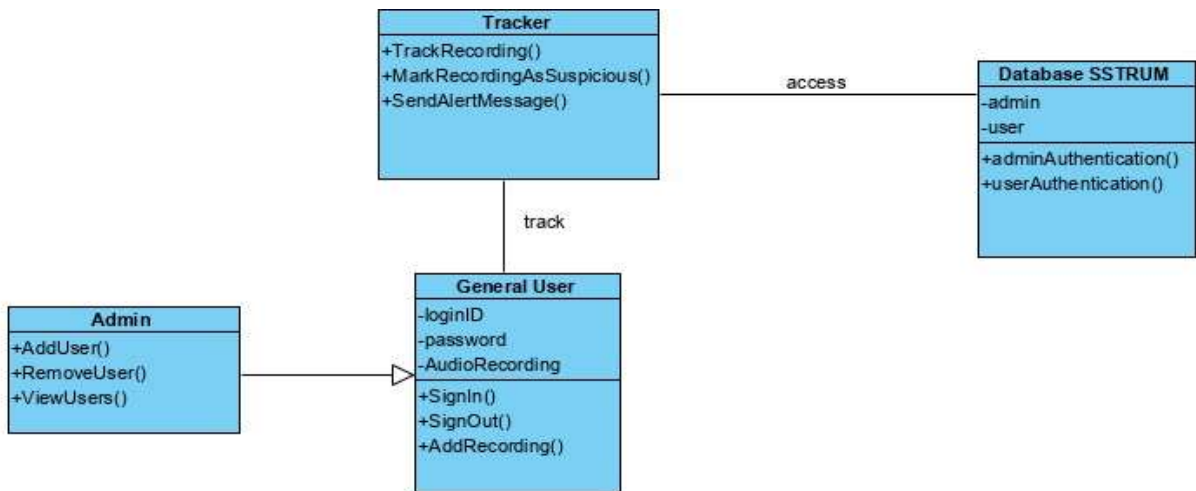 Tracker
+TrackRecording()
+MarkRecordingAsSuspicious()
+SendAlertMessage()
access
Database SSTRUM
-admin
-user
+adminAuthentication()
+userAuthentication()
track
General User
-loginID
-password
-AudioRecording
+SignIn()
+SignOut()
+AddRecording()
Admin
+AddUser()
+RemoveUser()
+ViewUsers()